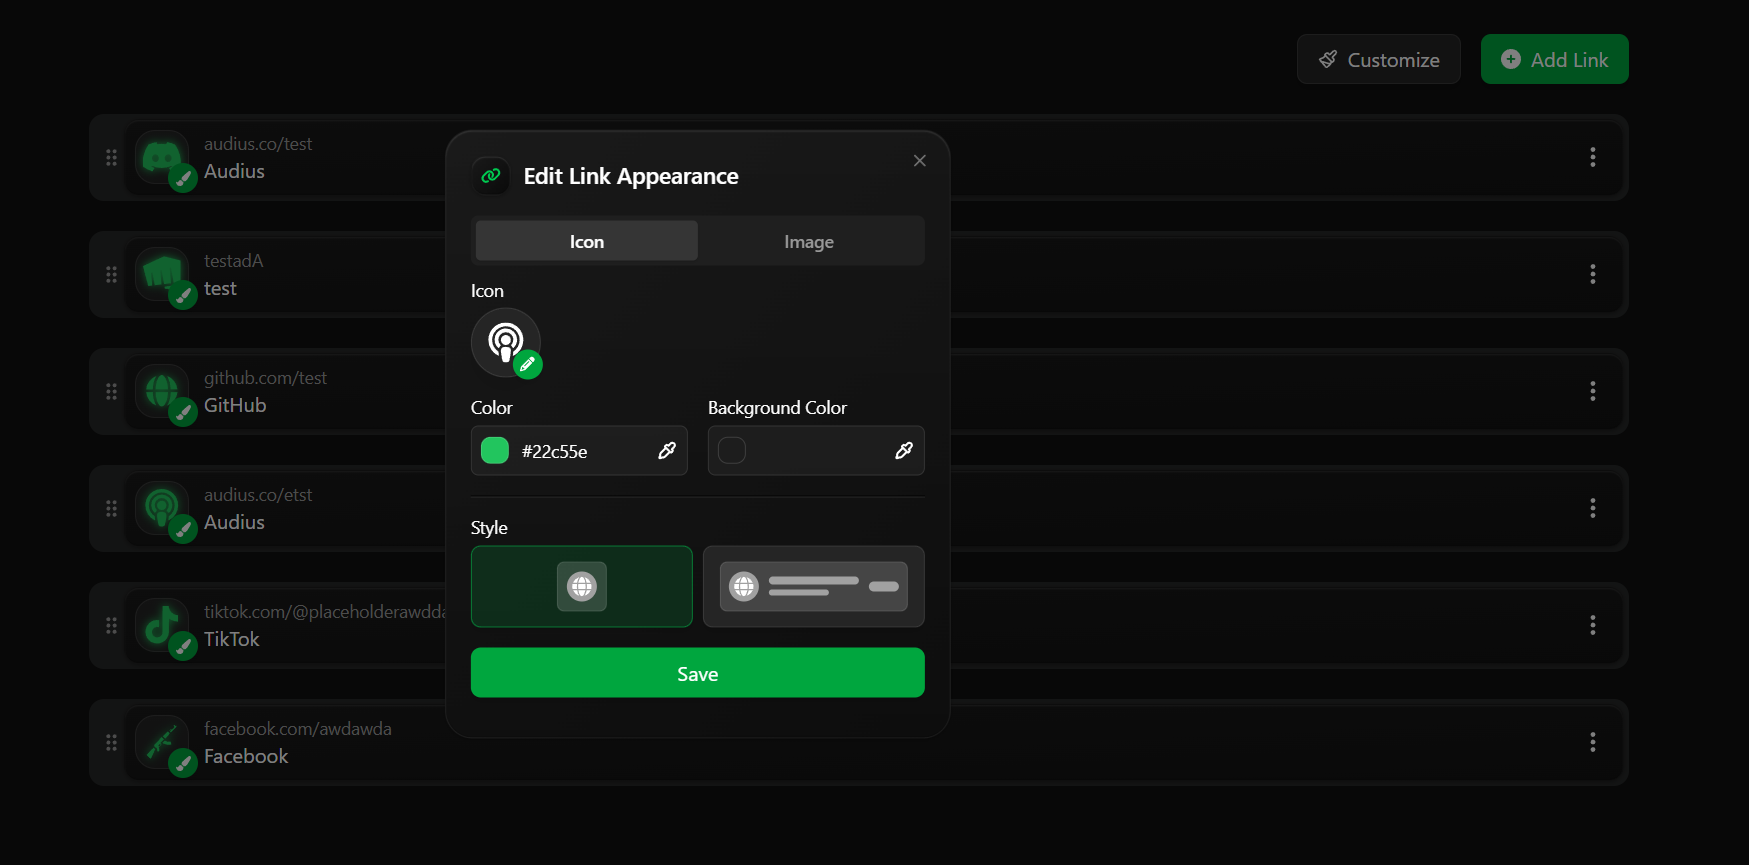 Customize
Add Link
audius.co/test
Audius
testadA
test
github.com/test
GitHub
audius.co/etst
Audius
tiktok.com/@placeholderawdda
TikTok
facebook.com/awdawda
Facebook
Edit Link Appearance
Icon
Image
Icon
Color
Background Color
#22c55e
Style
Save